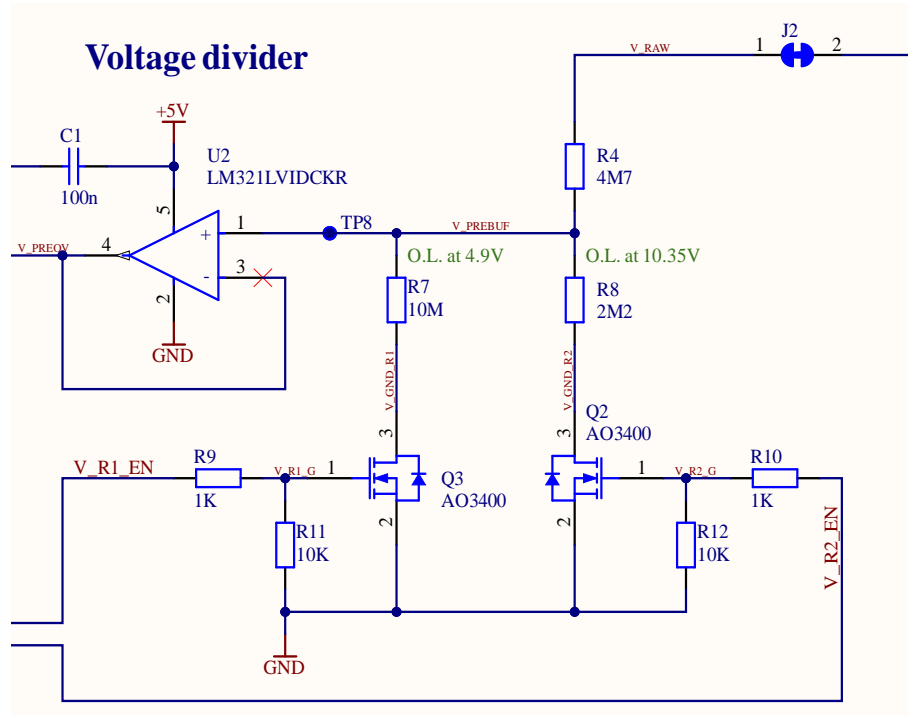 Voltage divider
J2
V_RAW
1
2
+5V
C1
100n
U2
LM321LVIDCKR
R4
4M7
5
+
1
TP8
V_PREBUF
V_PREOV
4
-
3
2
O.L. at 4.9V
O.L. at 10.35V
R7
10M
R8
2M2
GND
V_GND_R1
V_GND_R2
3
3
Q2
AO3400
V_R1_EN
R9
1K
V_R1_G
1
Q3
AO3400
1
V_R2_G
R10
1K
2
2
R11
10K
R12
10K
V_R2_EN
GND